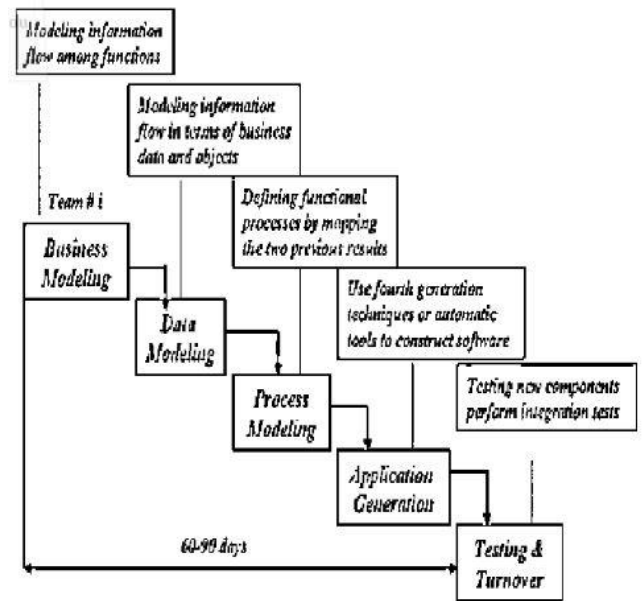 Modeling information
flow among functions
Modeling information
flow in terms of business
data and objects
Defining functional
processes by mapping
the two previous results
Use fourth generation
techniques or automatic
tools to construct software
Testing new components
perform integration tests
Team # i
Business
Modeling
Data
Modeling
Process
Modeling
Application
Generation
Testing &
Turnover
60-90 days